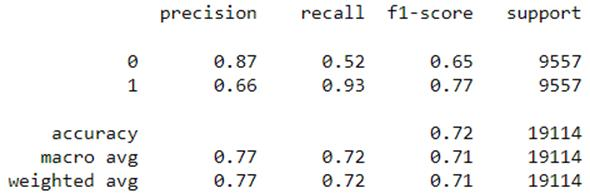 precision recall f1-score support
0 0.87 0.52 0.65 9557
1 0.66 0.93 0.77 9557
accuracy 0.72 19114
macro avg 0.77 0.72 0.71 19114
weighted avg 0.77 0.72 0.71 19114